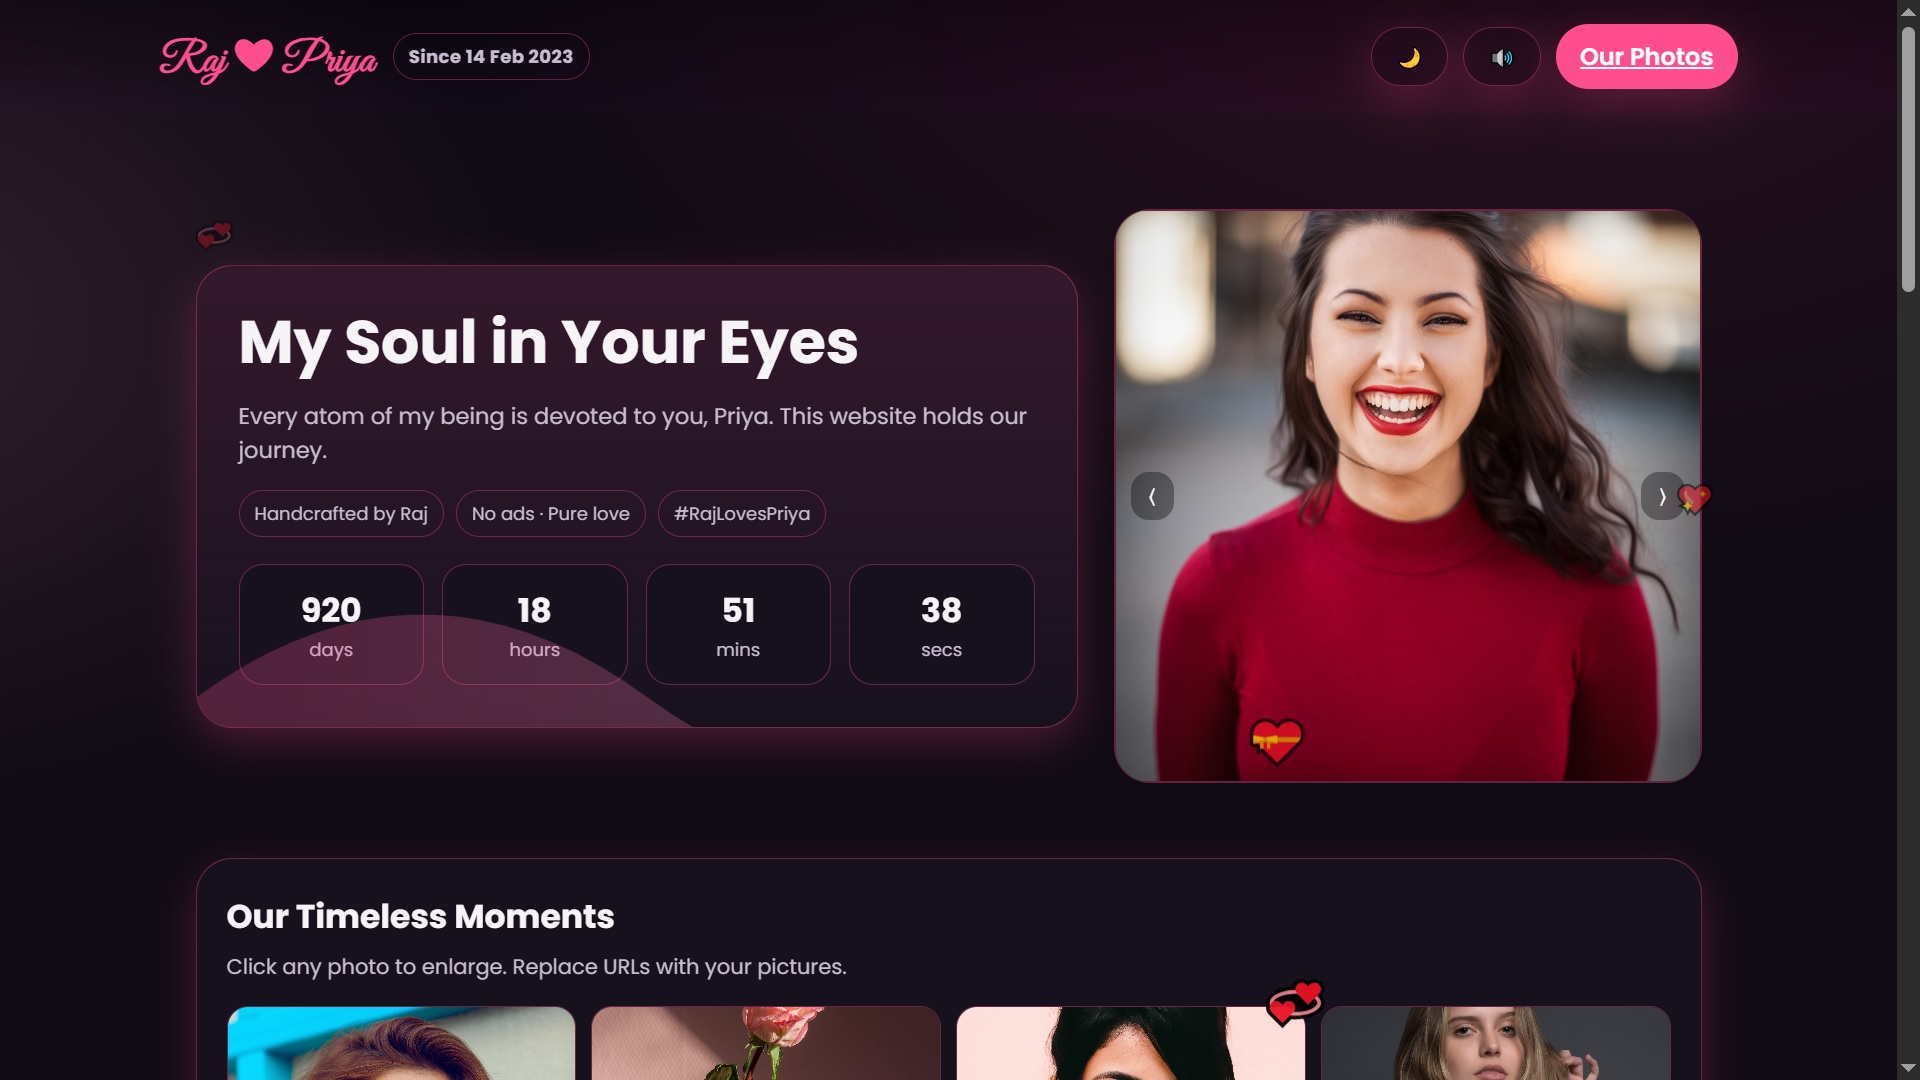 Raj ❤ Priya
Since 14 Feb 2023
Our Photos
My Soul in Your Eyes
Every atom of my being is devoted to you, Priya. This website holds our
journey.
Handcrafted by Raj
No ads · Pure love
#RajLovesPriya
920
days
18
hours
51
mins
38
secs
Our Timeless Moments
Click any photo to enlarge. Replace URLs with your pictures.